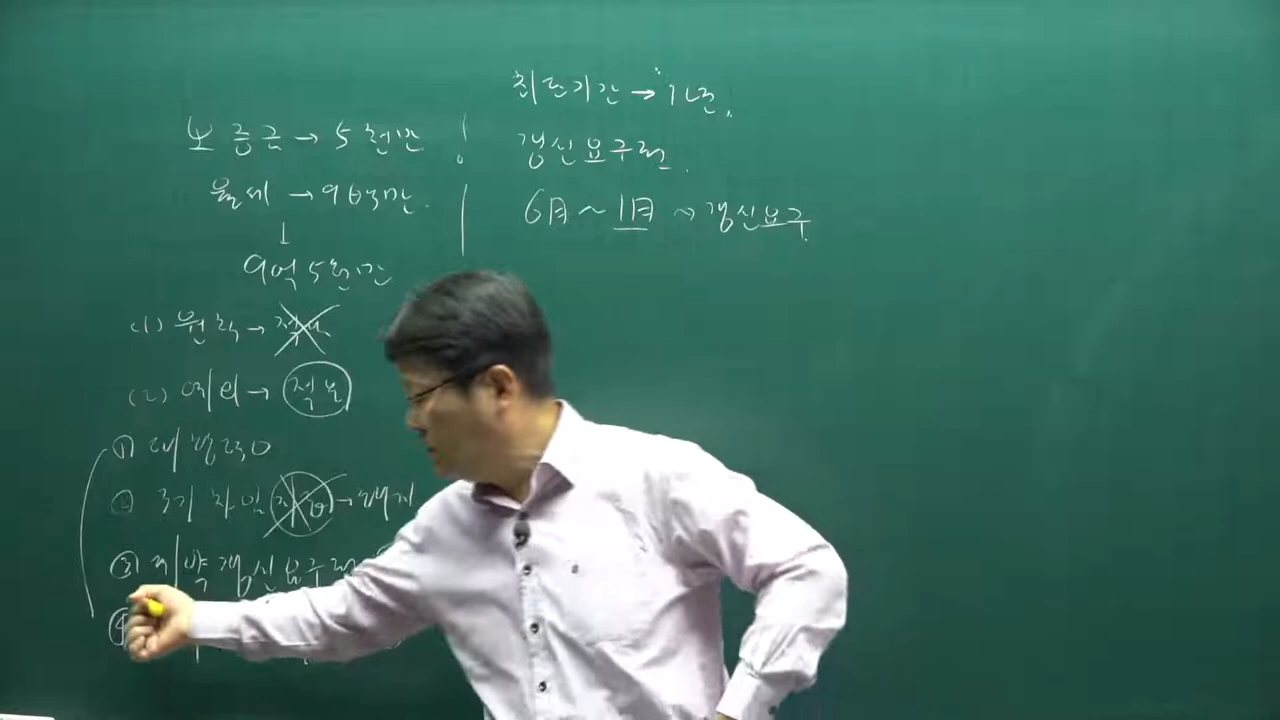 보증금 → 5천만
월세 → 963만.
↓
9억 5천만
(1) 원칙 → 적용
(2) 예외 → 적용
① 대항력 O
② 3기 차임 → 해지
③ 계약갱신요구권
④
최단기간 → 1년.
갱신요구권.
6月 ~ 1月 ~> 갱신요구.